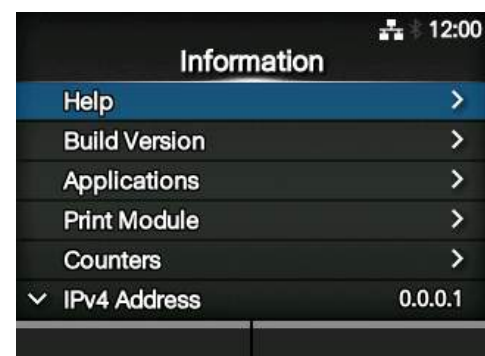 12:00
Information
Help
Build Version
Applications
Print Module
Counters
IPv4 Address 0.0.0.1